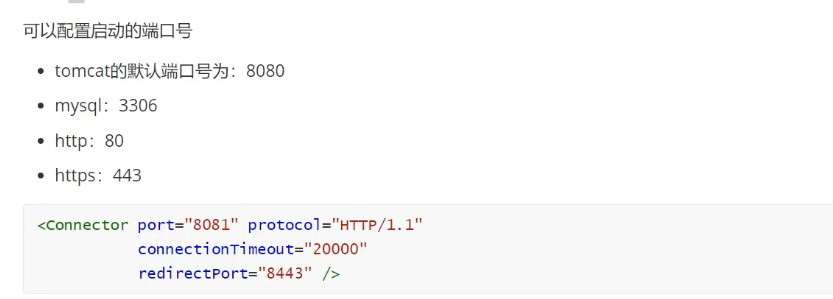 可以配置启动的端口号
• tomcat的默认端口号为：8080
• mysql：3306
• http：80
• https：443
<Connector port="8081" protocol="HTTP/1.1"
connectionTimeout="20000"
redirectPort="8443" />